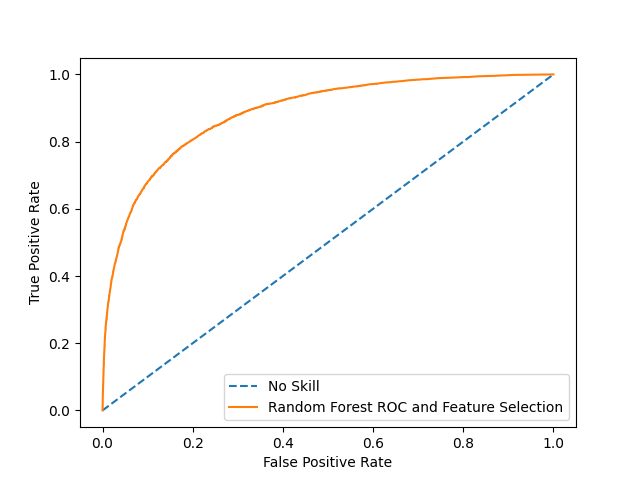 1.0
0.8
0.6
0.4
0.2
0.0
True Positive Rate
No Skill
Random Forest ROC and Feature Selection
0.0 0.2 0.4 0.6 0.8 1.0
False Positive Rate